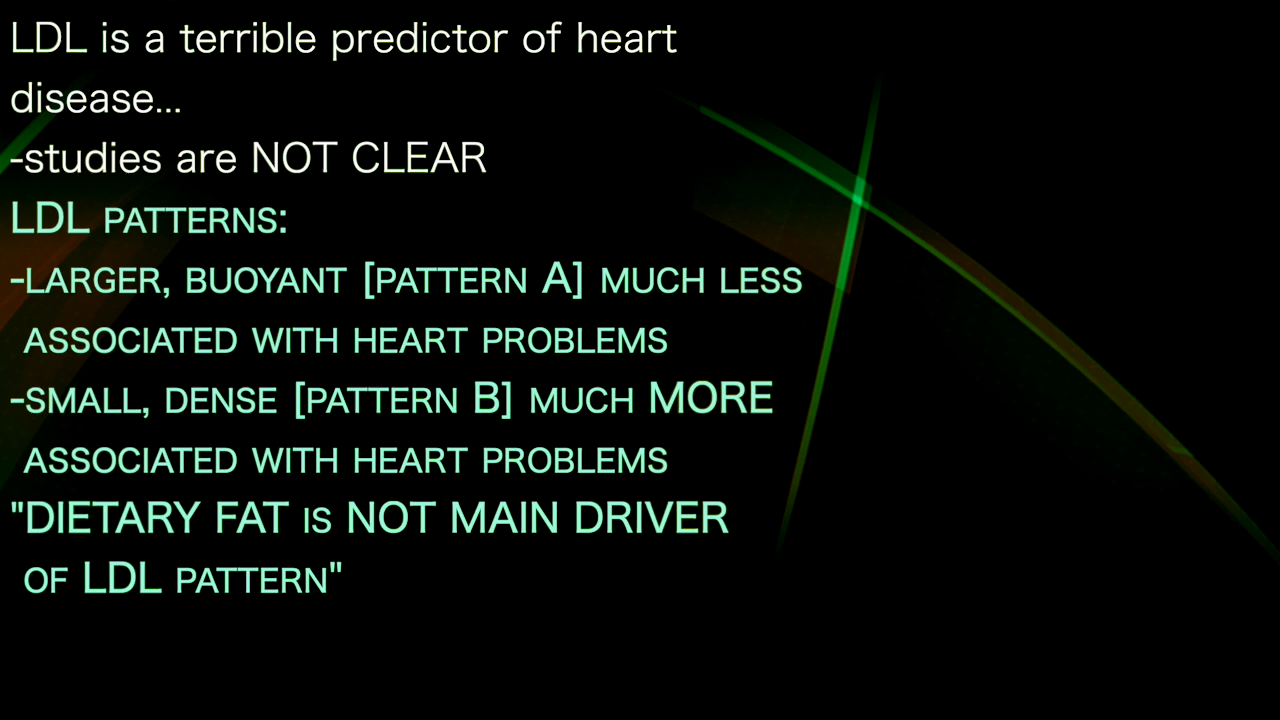 LDL is a terrible predictor of heart
disease...
-studies are NOT CLEAR
LDL PATTERNS:
-LARGER, BUOYANT [PATTERN A] MUCH LESS
ASSOCIATED WITH HEART PROBLEMS
-SMALL, DENSE [PATTERN B] MUCH MORE
ASSOCIATED WITH HEART PROBLEMS
"DIETARY FAT IS NOT MAIN DRIVER
OF LDL PATTERN"